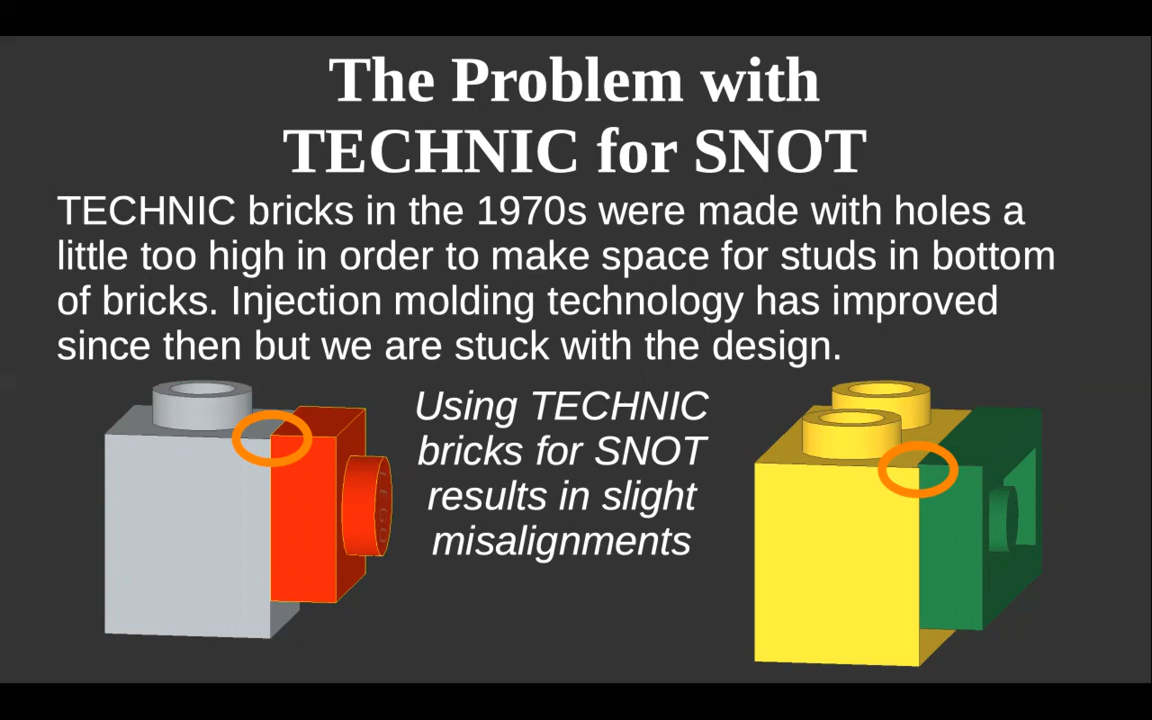 The Problem with
TECHNIC for SNOT
TECHNIC bricks in the 1970s were made with holes a
little too high in order to make space for studs in bottom
of bricks. Injection molding technology has improved
since then but we are stuck with the design.
Using TECHNIC
bricks for SNOT
results in slight
misalignments